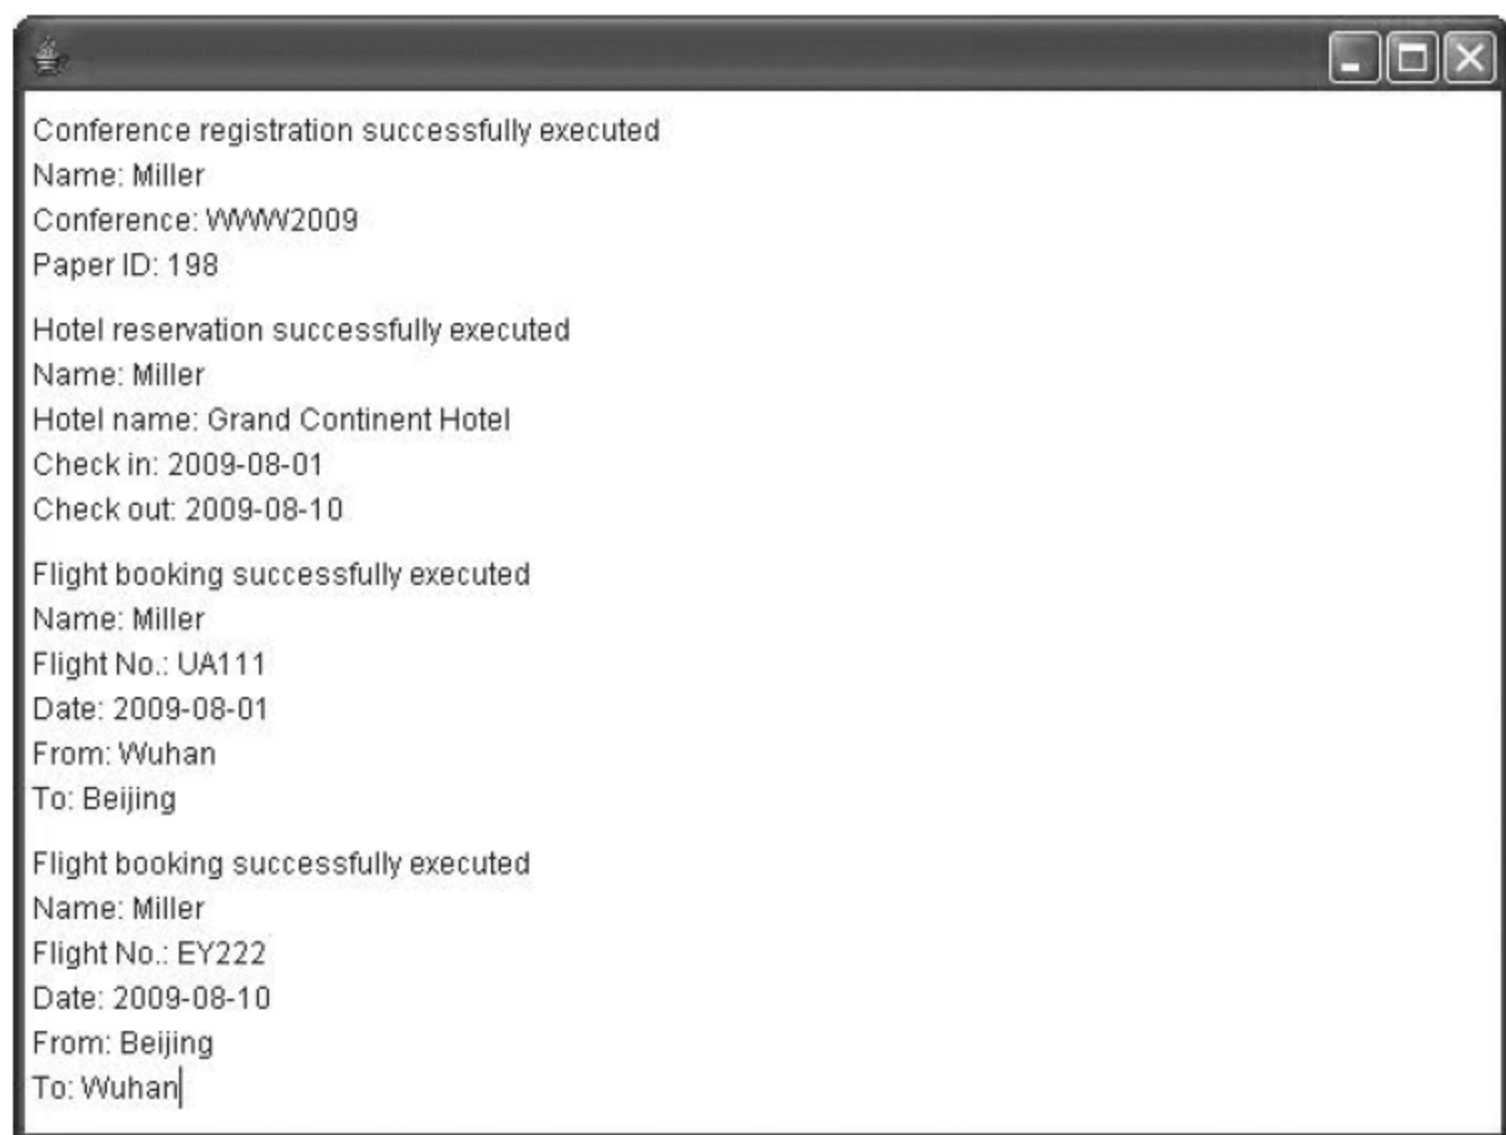 Conference registration successfully executed
Name: Miller
Conference: WWW2009
Paper ID: 198
Hotel reservation successfully executed
Name: Miller
Hotel name: Grand Continent Hotel
Check in: 2009-08-01
Check out: 2009-08-10
Flight booking successfully executed
Name: Miller
Flight No.: UA111
Date: 2009-08-01
From: Wuhan
To: Beijing
Flight booking successfully executed
Name: Miller
Flight No.: EY222
Date: 2009-08-10
From: Beijing
To: Wuhan